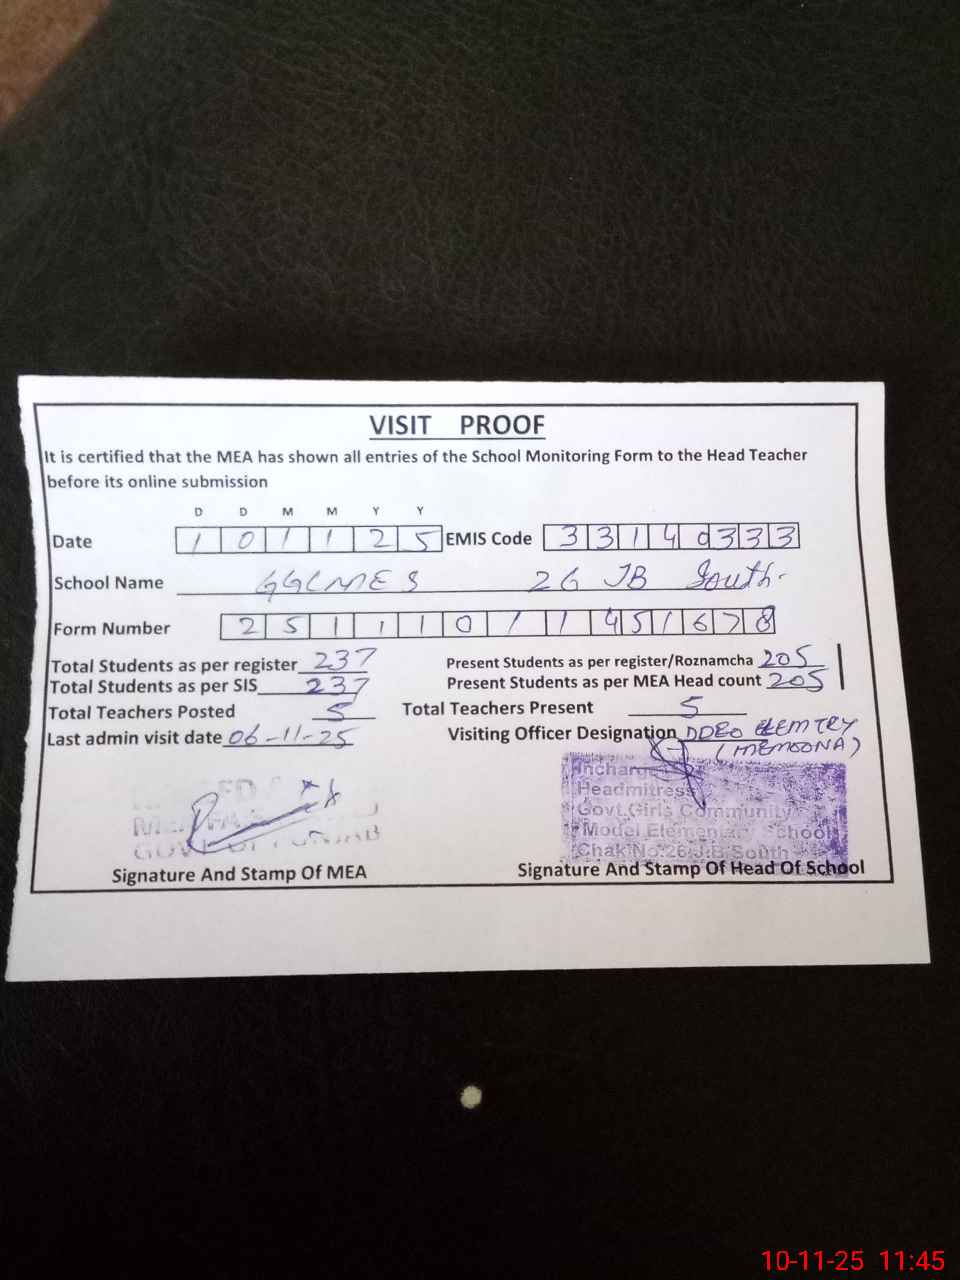 VISIT PROOF
It is certified that the MEA has shown all entries of the School Monitoring Form to the Head Teacher
before its online submission
D D M M Y Y
Date 1 0 1 1 2 5 EMIS Code 3 3 1 4 0 3 3 3
School Name GGCMES 26 JB South
Form Number 2 5 1 1 1 0 1 1 4 5 1 6 7 8
Total Students as per register 237 Present Students as per register/Roznamcha 205
Total Students as per SIS 237 Present Students as per MEA Head count 205
Total Teachers Posted 5 Total Teachers Present 5
Last admin visit date 06-11-25 Visiting Officer Designation DDEO ELEMTRY
(MEMOONA)
Incharge
Headmitress
Govt.Girls Community
Model Elementary School
Chak No.26 J.B South
Signature And Stamp Of MEA Signature And Stamp Of Head Of School
10-11-25 11:45